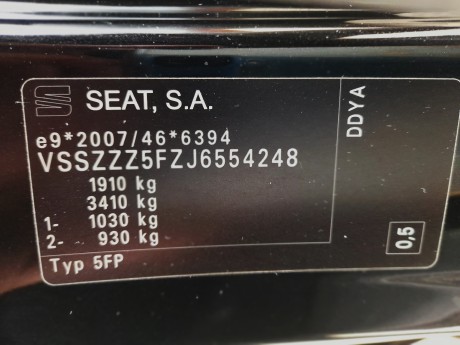 SEAT, S.A.
e9*2007/46*6394
VSSZZZ5FZJ6554248
1910 kg
3410 kg
1- 1030 kg
2- 930 kg
Typ 5FP
DDYA
0,5